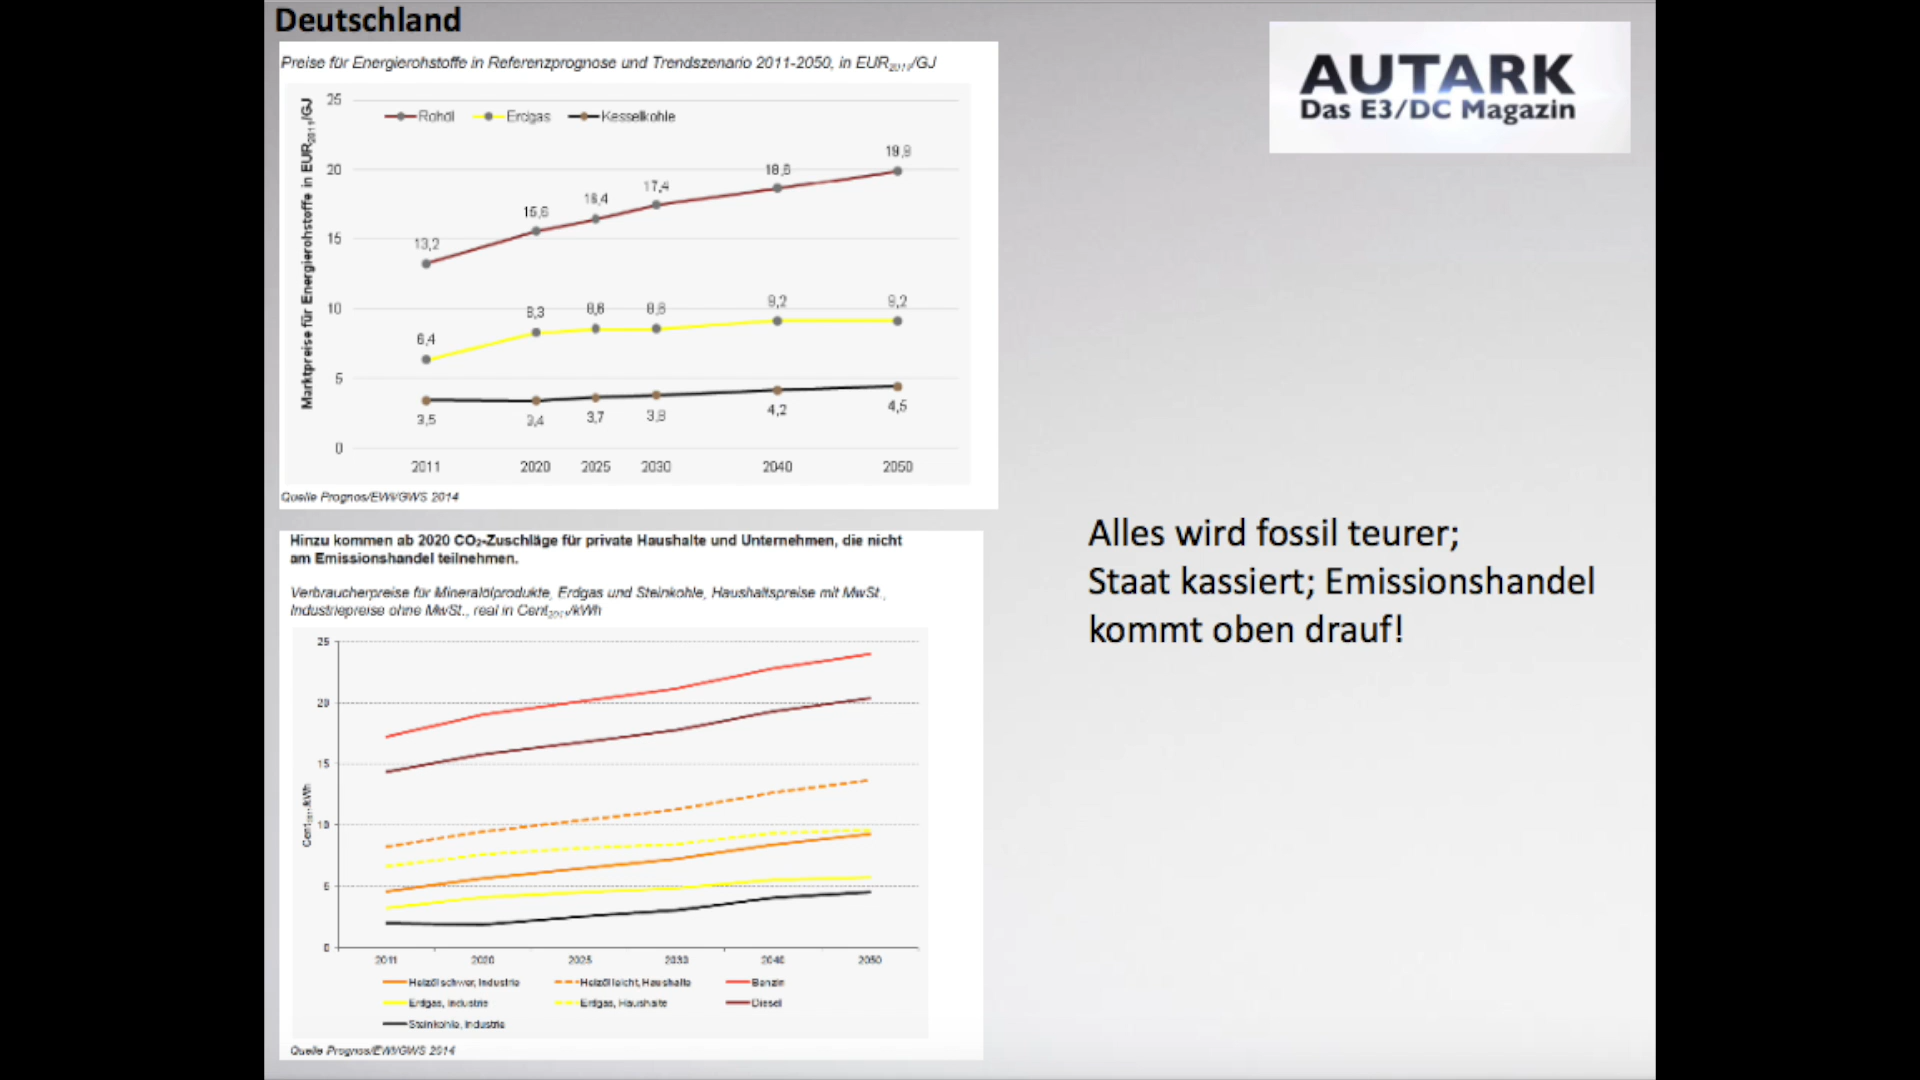 Deutschland
AUTARK
Das E3/DC Magazin
Preise für Energierohstoffe in Referenzprognose und Trendszenario 2011-2050, in EUR2011/GJ
Marktpreise für Energierohstoffe in EUR2011/GJ
25
20
15
10
5
0
Rohöl Erdgas Kesselkohle
13,2 15,6 16,4 17,4 18,6 19,8
6,4 8,3 8,6 8,6 9,2 9,2
3,5 3,4 3,7 3,8 4,2 4,5
2011 2020 2025 2030 2040 2050
Quelle Prognos/EWI/GWS 2014
Hinzu kommen ab 2020 CO2-Zuschläge für private Haushalte und Unternehmen, die nicht
am Emissionshandel teilnehmen.
Verbraucherpreise für Mineralölprodukte, Erdgas und Steinkohle, Haushaltspreise mit MwSt.,
Industriepreise ohne MwSt., real in Cent2011/kWh
Cent2011/kWh
25
20
15
10
5
0
2011 2020 2025 2030 2040 2050
Heizöl schwer, Industrie Heizöl leicht, Haushalte Benzin
Erdgas, Industrie Erdgas, Haushalte Diesel
Steinkohle, Industrie
Quelle Prognos/EWI/GWS 2014
Alles wird fossil teurer;
Staat kassiert; Emissionshandel
kommt oben drauf!